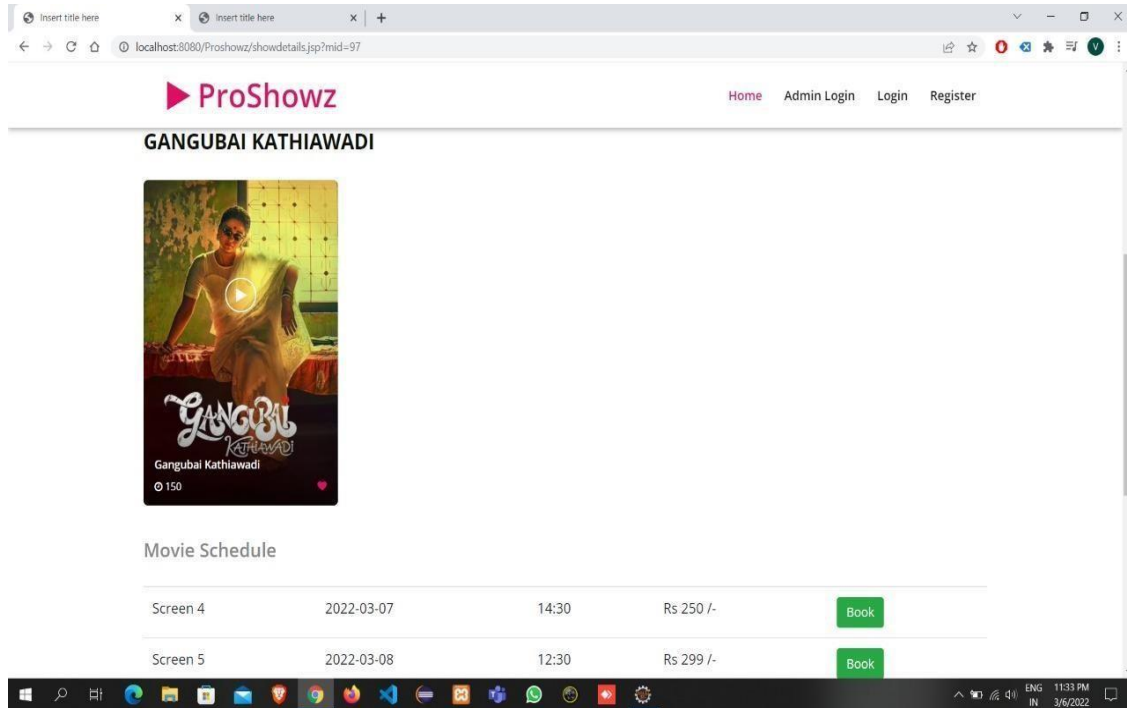 Insert title here
Insert title here
localhost:8080/Proshowz/showdetails.jsp?mid=97
V
ProShowz
Home Admin Login Login Register
GANGUBAI KATHIAWADI
GANGUBAI
KATHIAWADI
Gangubai Kathiawadi
150
Movie Schedule
Screen 4 2022-03-07 14:30 Rs 250 /- Book
Screen 5 2022-03-08 12:30 Rs 299 /- Book
ENG 11:33 PM
IN 3/6/2022